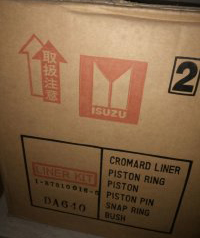 取扱注意
ISUZU
2
LINER KIT
DA640
CROMARD LINER
PISTON RING
PISTON
PISTON PIN
SNAP RING
BUSH